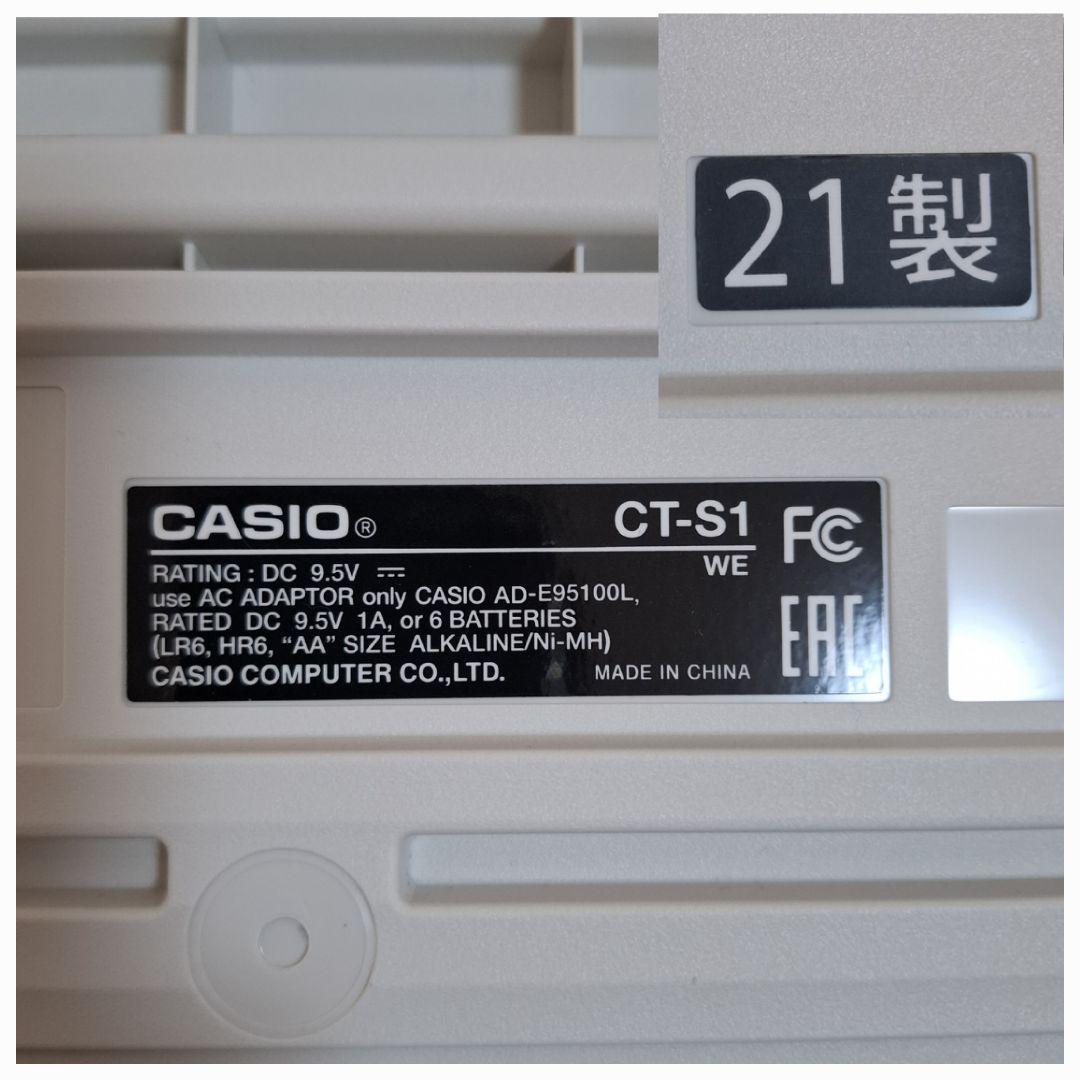 21製
CASIO® CT-S1
WE
RATING : DC 9.5V ⎓
use AC ADAPTOR only CASIO AD-E95100L,
RATED DC 9.5V 1A, or 6 BATTERIES
(LR6, HR6, “AA” SIZE ALKALINE/Ni-MH)
CASIO COMPUTER CO.,LTD. MADE IN CHINA
FC
EAC